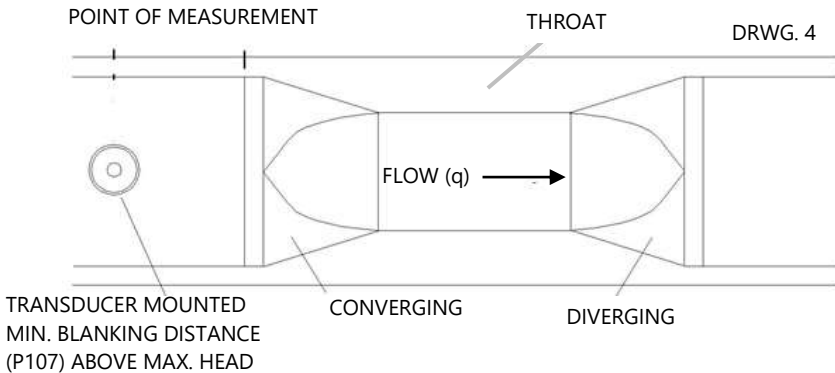 POINT OF MEASUREMENT
THROAT
DRWG. 4
FLOW (q)
TRANSDUCER MOUNTED
MIN. BLANKING DISTANCE
(P107) ABOVE MAX. HEAD
CONVERGING
DIVERGING